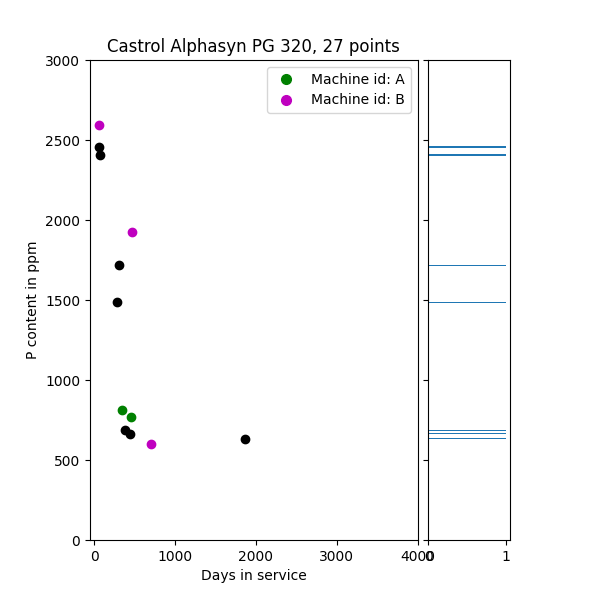 Castrol Alphasyn PG 320, 27 points
Machine id: A
Machine id: B
3000
2500
2000
1500
1000
500
0
P content in ppm
0 1000 2000 3000 4000
0 1
Days in service